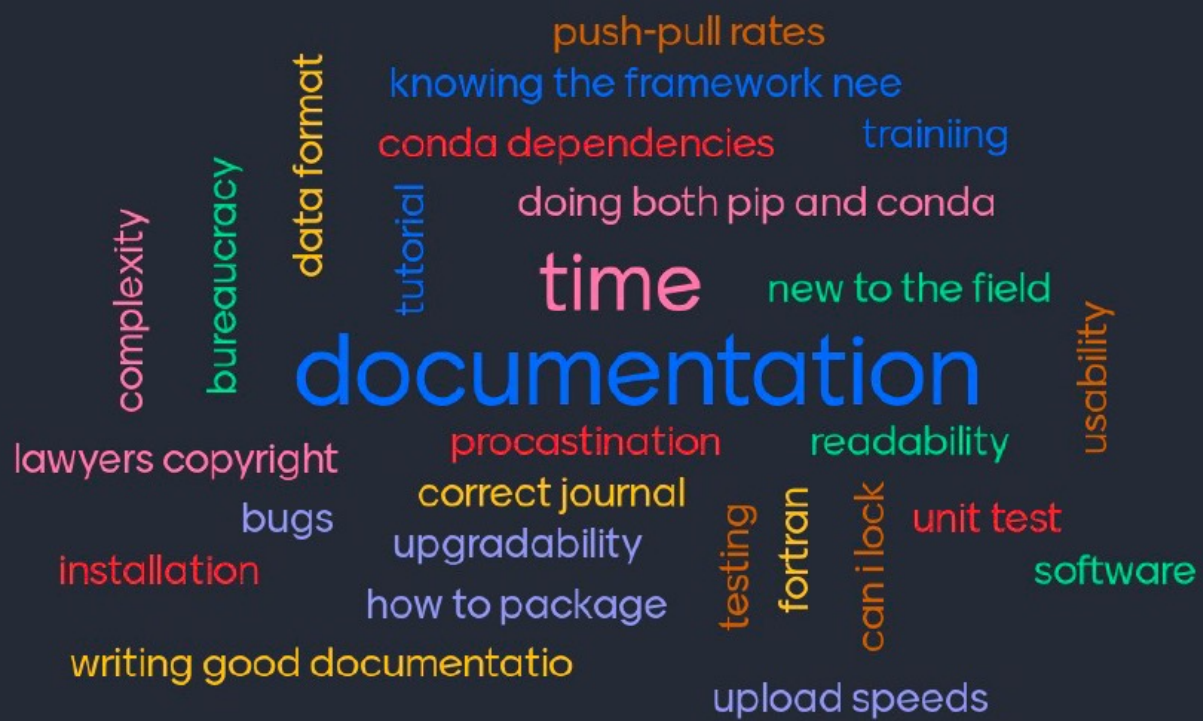 push-pull rates
knowing the framework nee
data format
conda dependencies
trainiing
bureaucracy
tutorial
doing both pip and conda
complexity
time
new to the field
usability
documentation
lawyers copyright
procastination
readability
correct journal
bugs
testing
fortran
can i lock
unit test
upgradability
installation
software
how to package
writing good documentatio
upload speeds